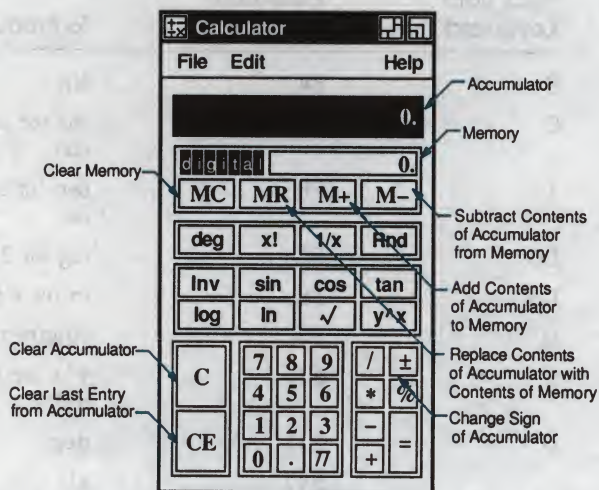 Calculator
File Edit Help
0.
Accumulator
digital 0.
Memory
Clear Memory
MC MR M+ M−
Subtract Contents
of Accumulator
from Memory
deg x! 1/x Rnd
Inv sin cos tan
log ln √ y^x
Add Contents
of Accumulator
to Memory
Clear Accumulator
C
7 8 9 / ±
4 5 6 * %
Replace Contents
of Accumulator with
Contents of Memory
Clear Last Entry
from Accumulator
CE
1 2 3 − =
0 . π +
Change Sign
of Accumulator